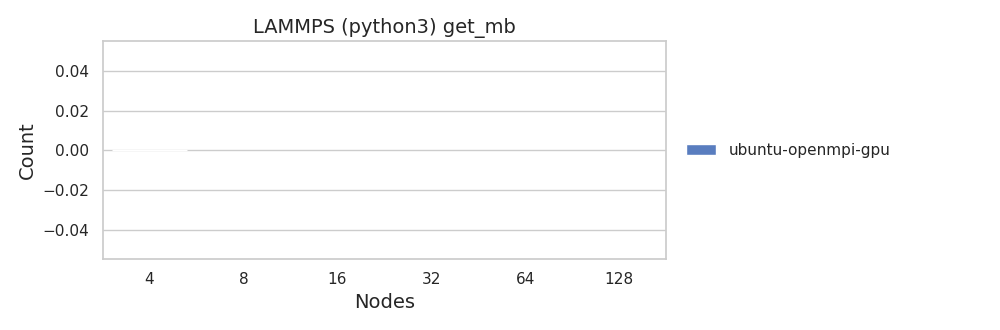 LAMMPS (python3) get_mb
Count
0.04
0.02
0.00
−0.02
−0.04
4 8 16 32 64 128
Nodes
ubuntu-openmpi-gpu